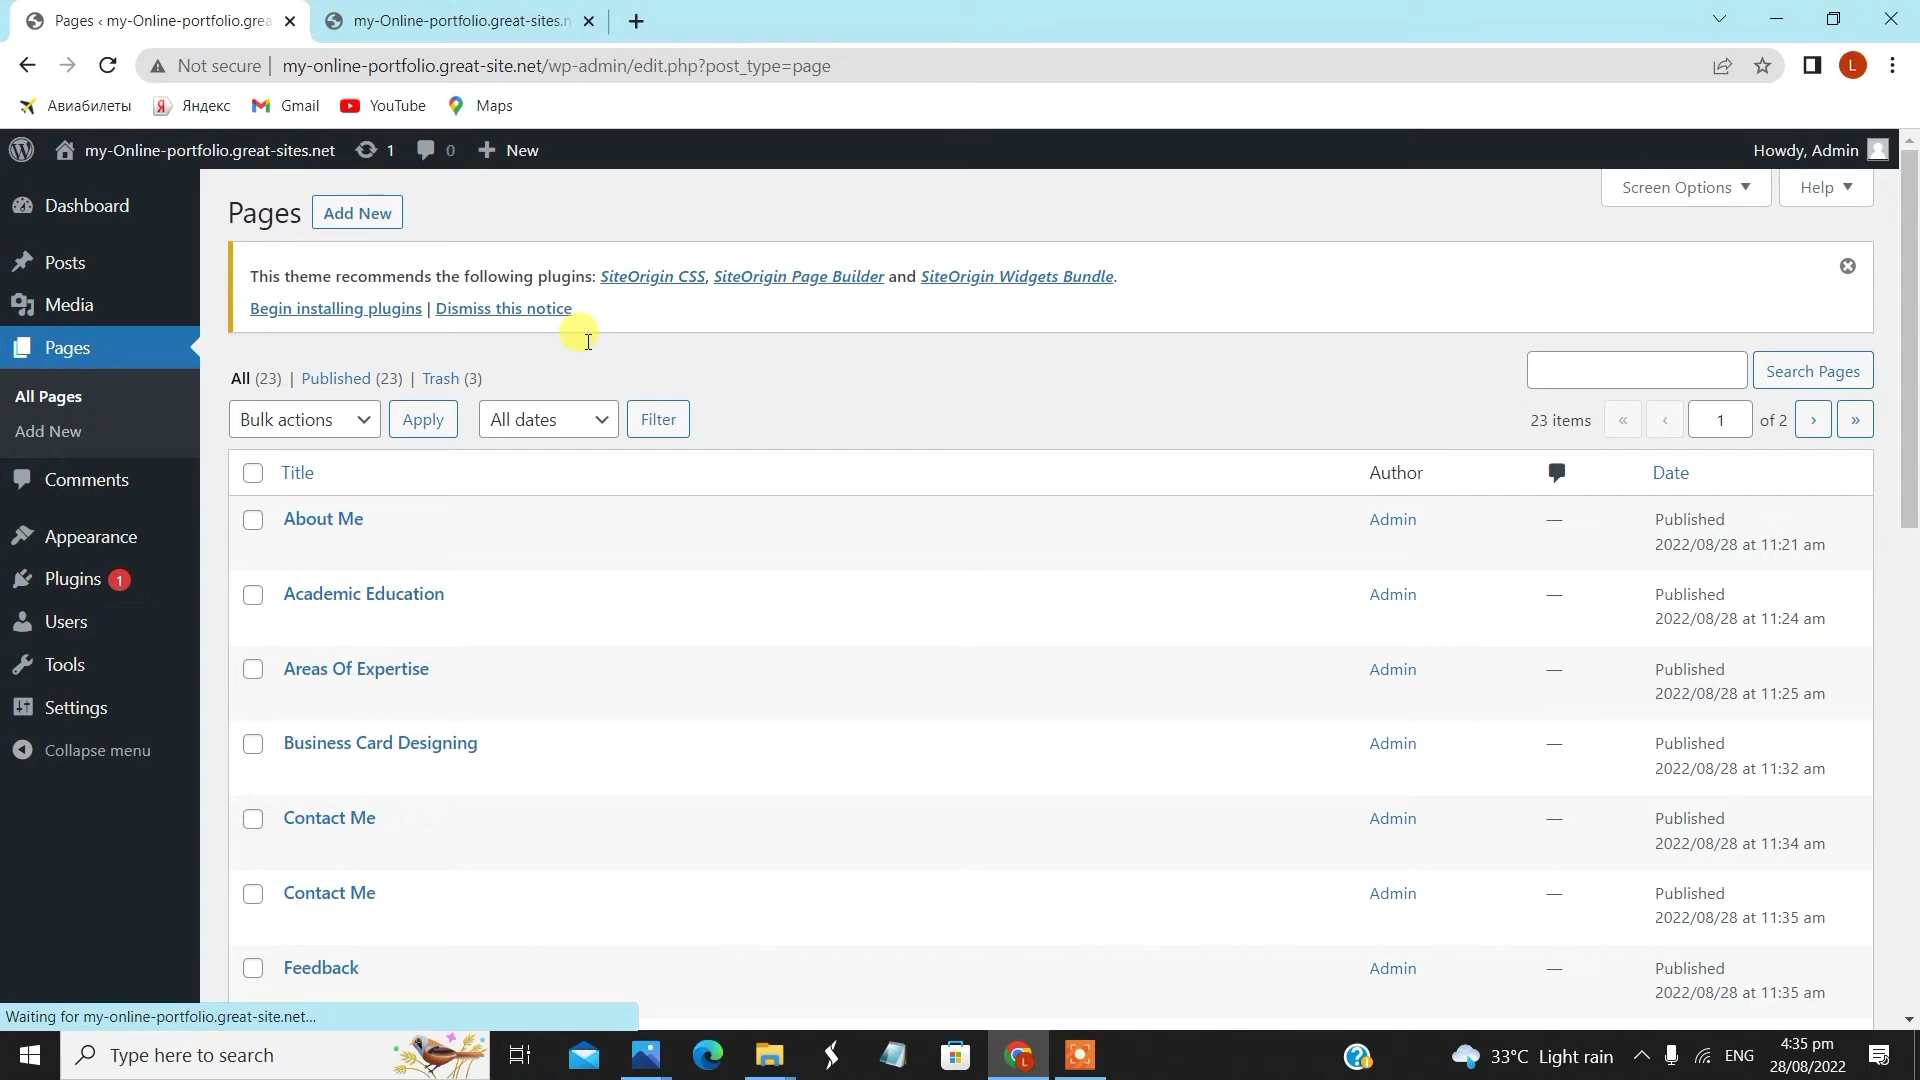 Pages ‹ my-Online-portfolio.grea
my-Online-portfolio.great-sites.n
Not secure
my-online-portfolio.great-site.net/wp-admin/edit.php?post_type=page
L
Авиабилеты
Яндекс
Gmail
YouTube
Maps
my-Online-portfolio.great-sites.net
1
0
New
Howdy, Admin
Screen Options
Help
Dashboard
Posts
Media
Pages
All Pages
Add New
Comments
Appearance
Plugins 1
Users
Tools
Settings
Collapse menu
Pages
Add New
This theme recommends the following plugins: SiteOrigin CSS, SiteOrigin Page Builder and SiteOrigin Widgets Bundle.
Begin installing plugins | Dismiss this notice
All (23) | Published (23) | Trash (3)
Search Pages
Bulk actions
Apply
All dates
Filter
23 items « ‹ 1 of 2 › »
Title Author Date
About Me Admin — Published
2022/08/28 at 11:21 am
Academic Education Admin — Published
2022/08/28 at 11:24 am
Areas Of Expertise Admin — Published
2022/08/28 at 11:25 am
Business Card Designing Admin — Published
2022/08/28 at 11:32 am
Contact Me Admin — Published
2022/08/28 at 11:34 am
Contact Me Admin — Published
2022/08/28 at 11:35 am
Feedback Admin — Published
2022/08/28 at 11:35 am
Waiting for my-online-portfolio.great-site.net...
Type here to search
L
33°C Light rain
ENG
4:35 pm
28/08/2022